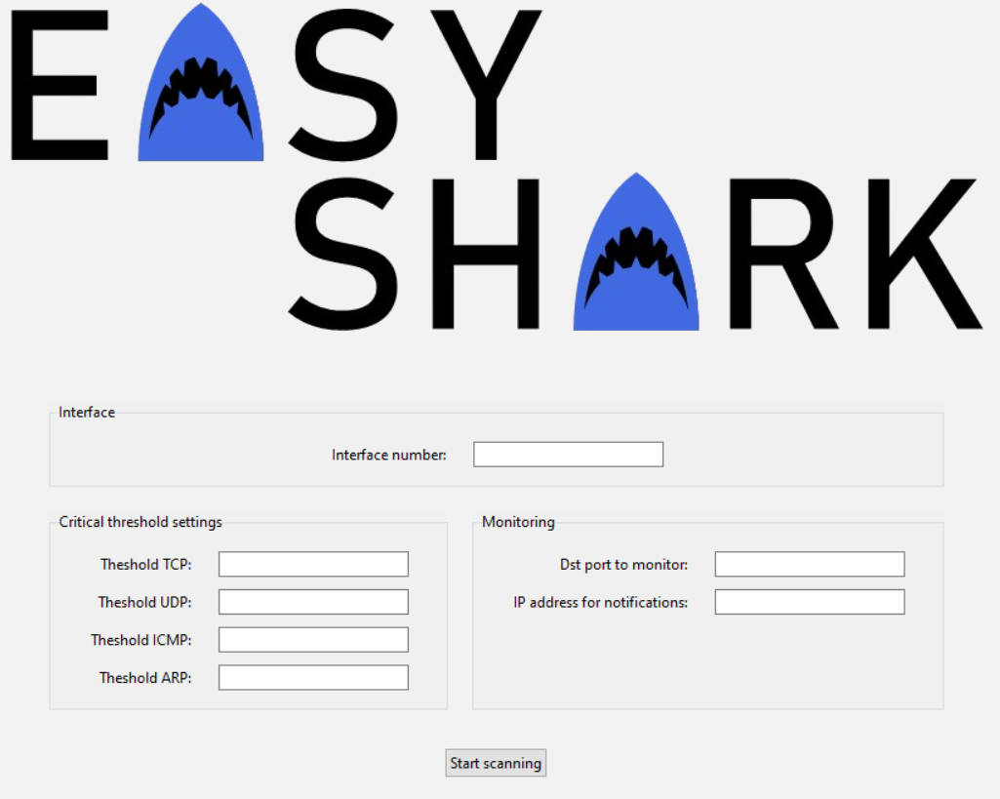 EASY
SHARK
Interface
Interface number:
Critical threshold settings
Theshold TCP:
Theshold UDP:
Theshold ICMP:
Theshold ARP:
Monitoring
Dst port to monitor:
IP address for notifications:
Start scanning